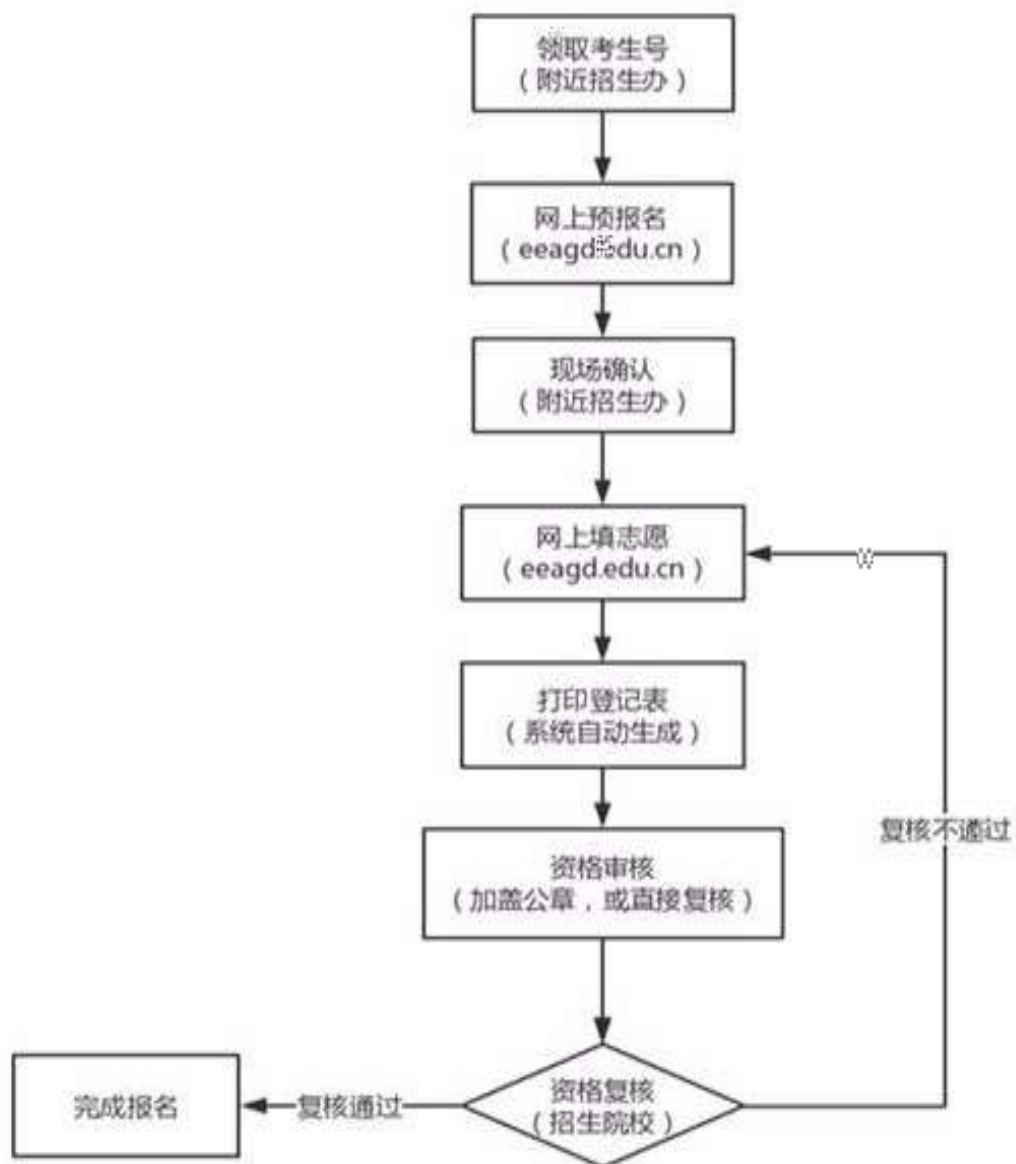 领取考生号
（附近招生办）
网上预报名
（eeagd.edu.cn）
现场确认
（附近招生办）
网上填志愿
（eeagd.edu.cn）
打印登记表
（系统自动生成）
资格审核
（加盖公章，或直接复核）
复核不通过
资格复核
（招生院校）
复核通过
完成报名